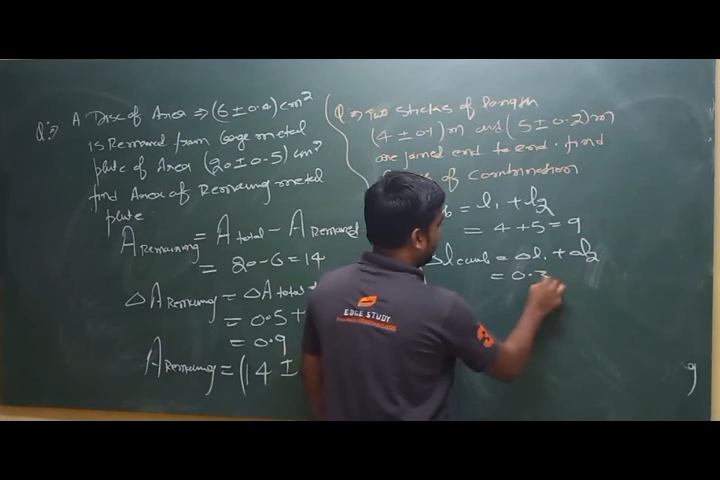 Q:⇒ A Disc of Area ⇒ (6 ± 0.4) cm²
is Removed from large metal
plate of Area (20 ± 0.5) cm²
find Area of Remaining metal
plate
A Remaining = A total - A Removed
= 20 - 6 = 14
ΔA Remaining = ΔA total
= 0.5 +
= 0.9
A Remaining = (14 ±
Q ⇒ Two sticks of length
(4 ± 0.1) m and (5 ± 0.2) m
are joined end to end. find
of Combination
= l₁ + l₂
= 4 + 5 = 9
Δl comb = Δl₁ + Δl₂
= 0.3
EDGE STUDY